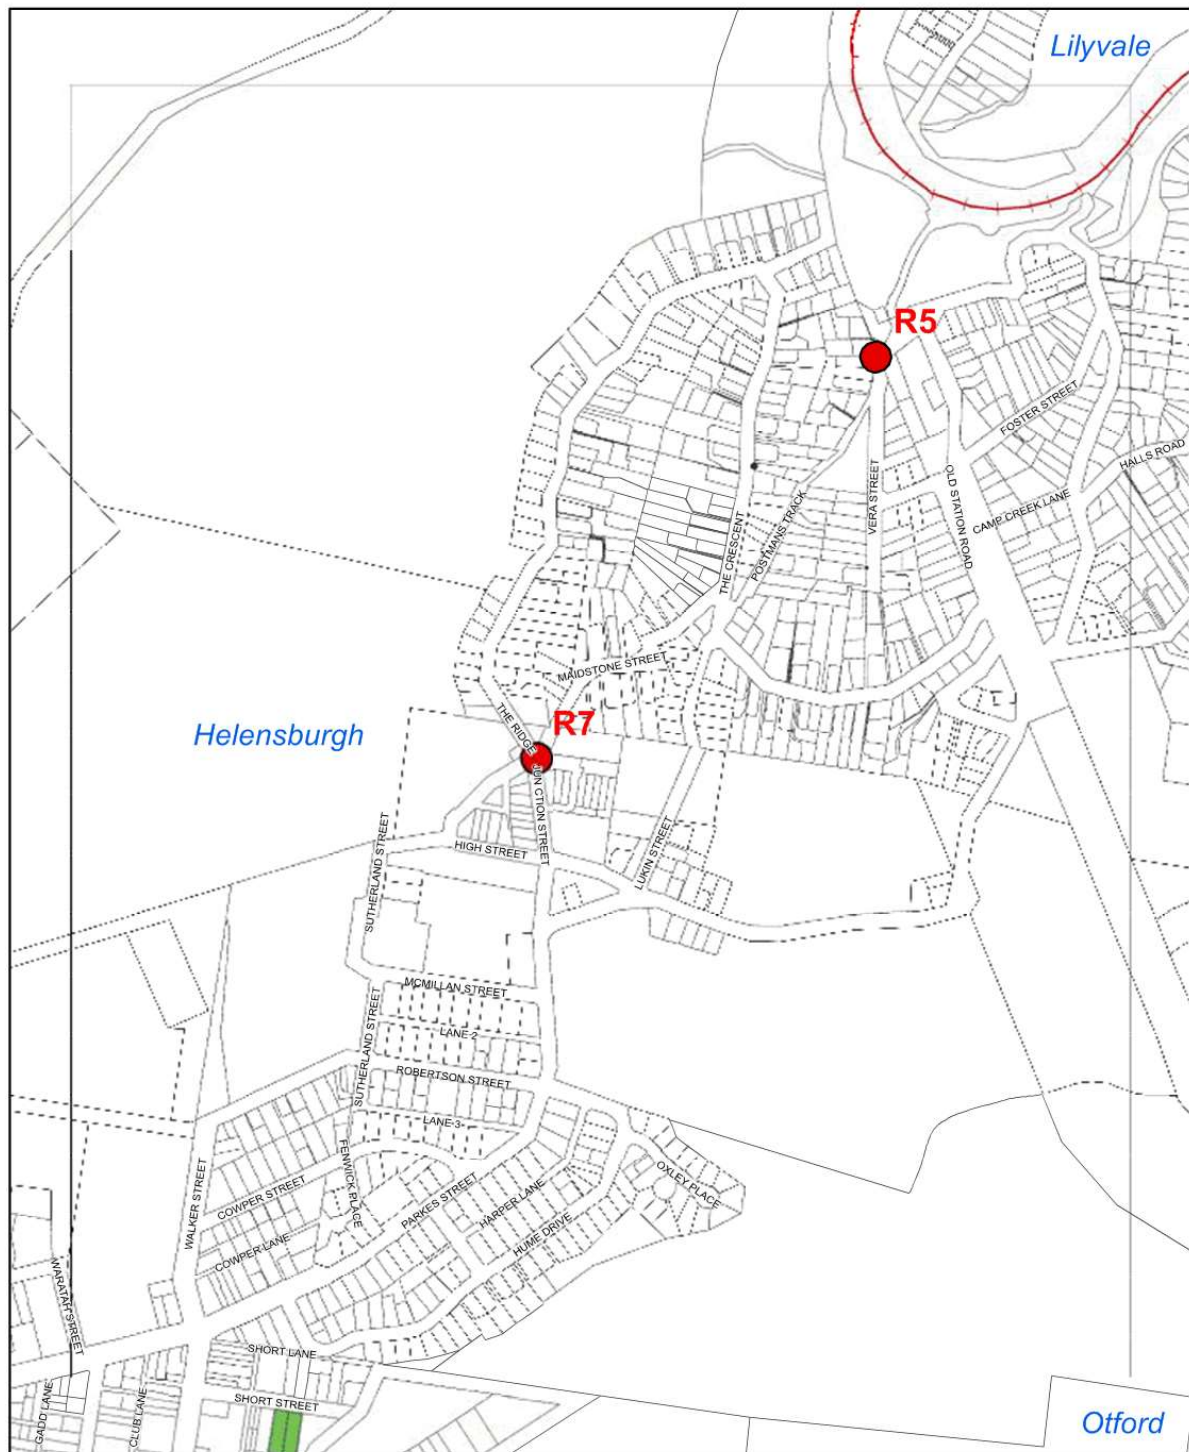 Lilyvale
R5
FOSTER STREET
HALLS ROAD
OLD STATION ROAD
VERA STREET
CAMP CREEK LANE
POSTMANS TRACK
THE CRESCENT
MAIDSTONE STREET
THE RIDGE
R7
Helensburgh
JUNCTION STREET
SUTHERLAND STREET
HIGH STREET
LUKIN STREET
MCMILLAN STREET
SUTHERLAND STREET
LANE 2
ROBERTSON STREET
LANE 3
FENWICK PLACE
OXLEY PLACE
WALKER STREET
COWPER STREET
PARKES STREET
HARPER LANE
HUME DRIVE
COWPER LANE
WARATAH STREET
SHORT LANE
SHORT STREET
GADD LANE
CLUB LANE
Otford